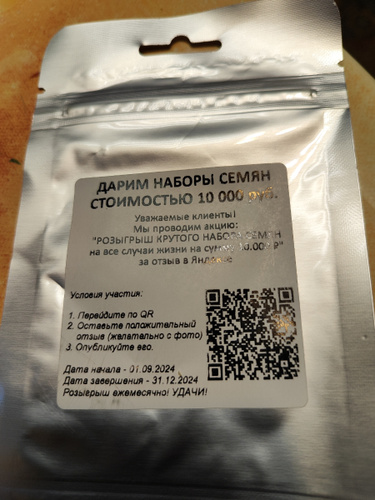 ДАРИМ НАБОРЫ СЕМЯН
СТОИМОСТЬЮ 10 000 руб.
Уважаемые клиенты!
Мы проводим акцию:
"РОЗЫГРЫШ КРУТОГО НАБОРА СЕМЯН
на все случаи жизни на сумму 10.000 ₽"
за отзыв в Яндексе
Условия участия:
1. Перейдите по QR
2. Оставьте положительный
отзыв (желательно с фото)
3. Опубликуйте его.
Дата начала - 01.09.2024
Дата завершения - 31.12.2024
Розыгрыш ежемесячно! УДАЧИ!